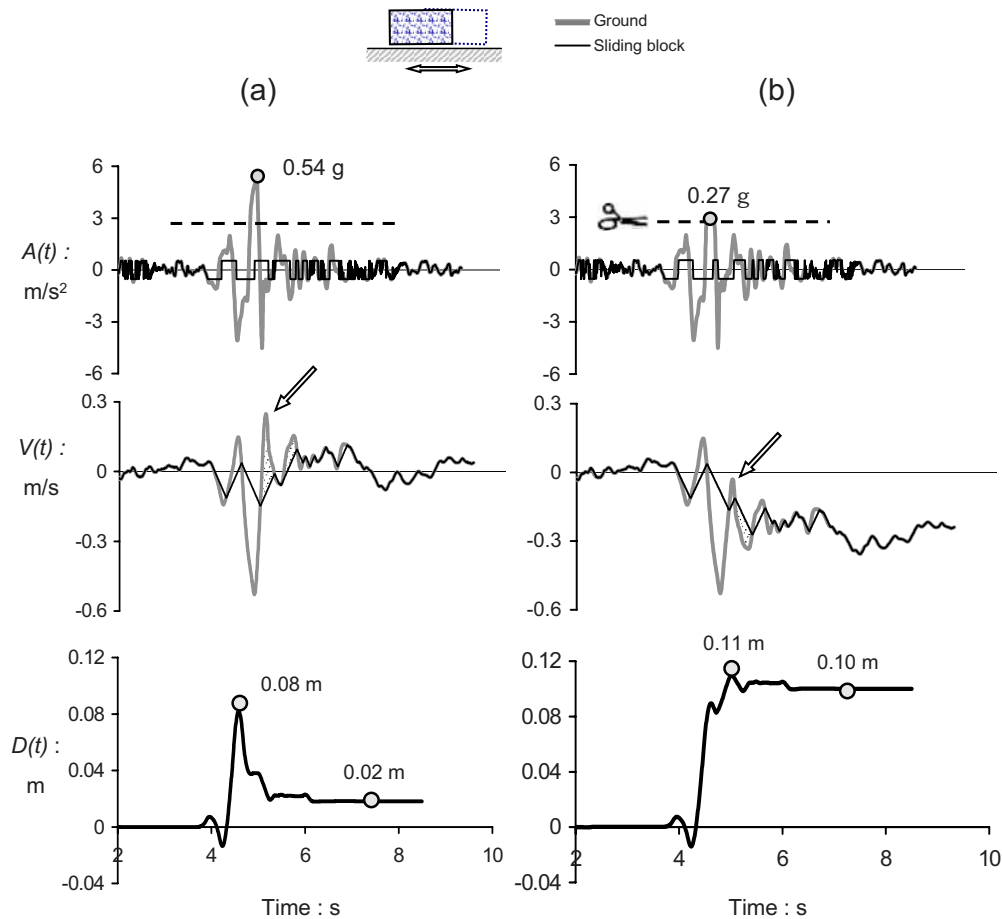 Ground
Sliding block
(a)
(b)
6
3
0
-3
-6
A(t) :
m/s²
0.54 g
6
3
0
-3
-6
0.27 g
0.3
0
-0.3
-0.6
V(t) :
m/s
0.3
0
-0.3
-0.6
0.12
0.08
0.04
0
-0.04
D(t) :
m
0.08 m
0.02 m
2 4 6 8 10
Time : s
0.12
0.08
0.04
0
-0.04
0.11 m
0.10 m
2 4 6 8 10
Time : s